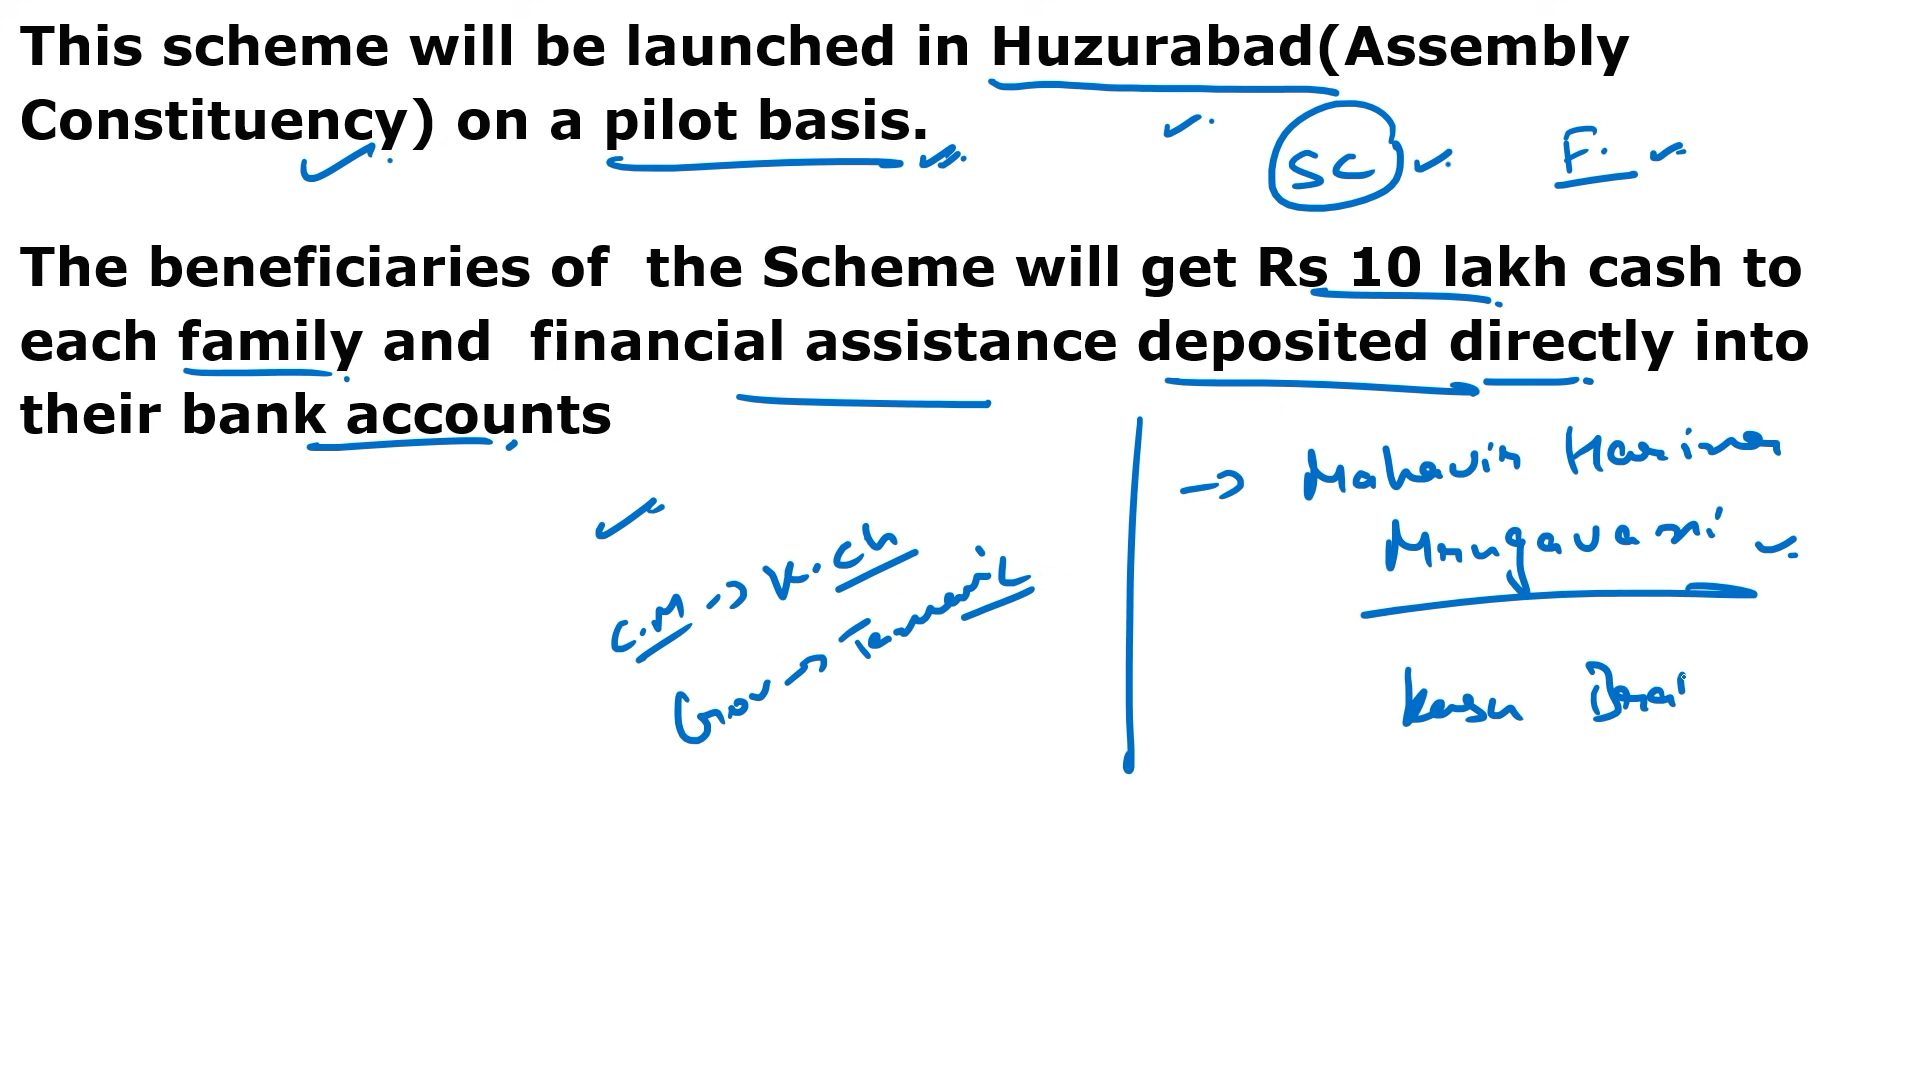 This scheme will be launched in Huzurabad(Assembly
Constituency) on a pilot basis.
SC F.
The beneficiaries of the Scheme will get Rs 10 lakh cash to
each family and financial assistance deposited directly into
their bank accounts
→ Mahavir Harina
C.M → K.Ch
Gov →
Kasu